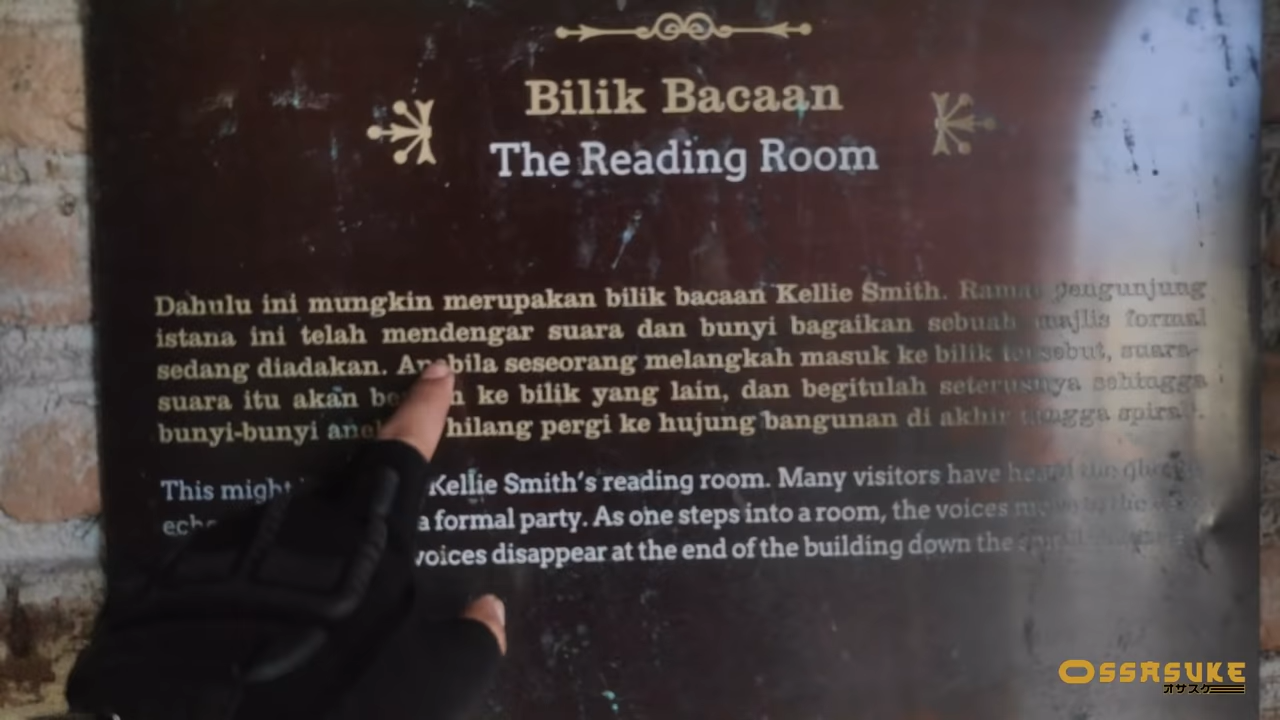 Bilik Bacaan
The Reading Room
Dahulu ini mungkin merupakan bilik bacaan Kellie Smith. Ramai pengunjung
istana ini telah mendengar suara dan bunyi bagaikan sebuah majlis formal
sedang diadakan. Apabila seseorang melangkah masuk ke bilik tersebut, suara-
suara itu akan ke bilik yang lain, dan begitulah seterusnya sehingga
bunyi-bunyi hilang pergi ke hujung bangunan di akhir tangga spiral.
This might Kellie Smith's reading room. Many visitors have heard the
a formal party. As one steps into a room, the voices move to the
voices disappear at the end of the building down the spiral
OSSASUKE
オサスケ